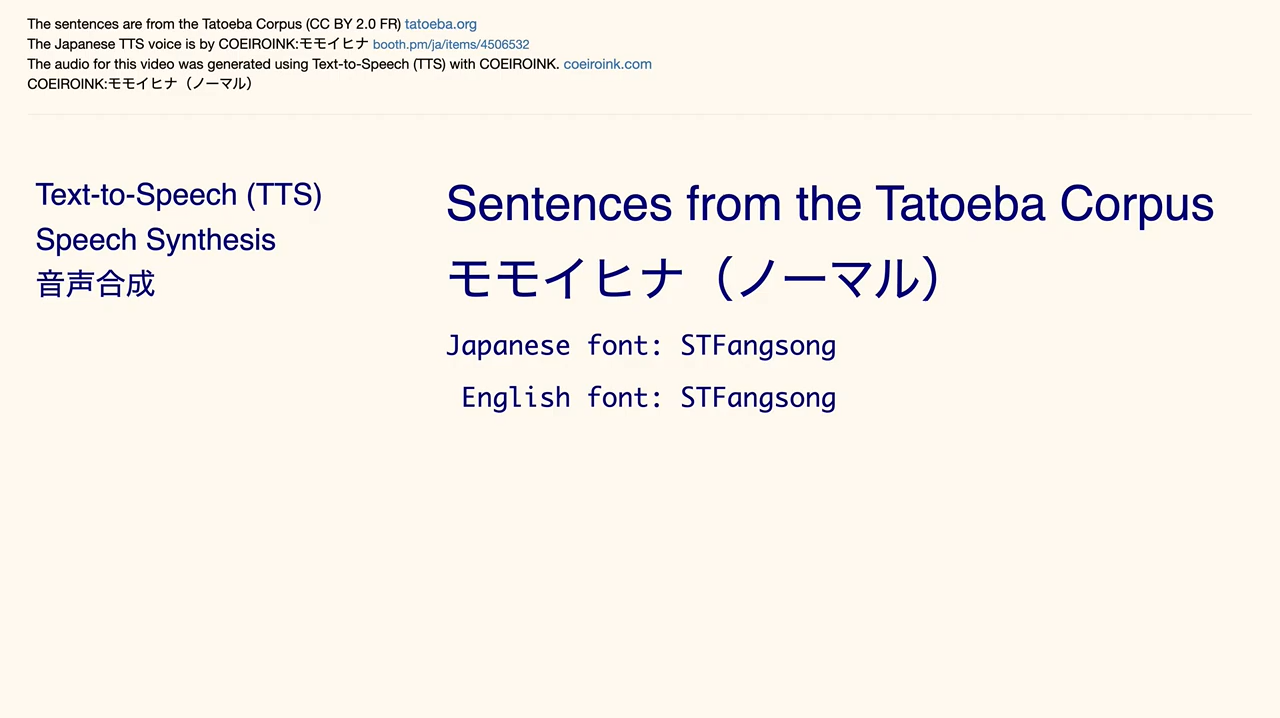 The sentences are from the Tatoeba Corpus (CC BY 2.0 FR) tatoeba.org
The Japanese TTS voice is by COEIROINK:モモイヒナ booth.pm/ja/items/4506532
The audio for this video was generated using Text-to-Speech (TTS) with COEIROINK. coeiroink.com
COEIROINK:モモイヒナ（ノーマル）
Text-to-Speech (TTS)
Speech Synthesis
音声合成
Sentences from the Tatoeba Corpus
モモイヒナ（ノーマル）
Japanese font: STFangsong
English font: STFangsong